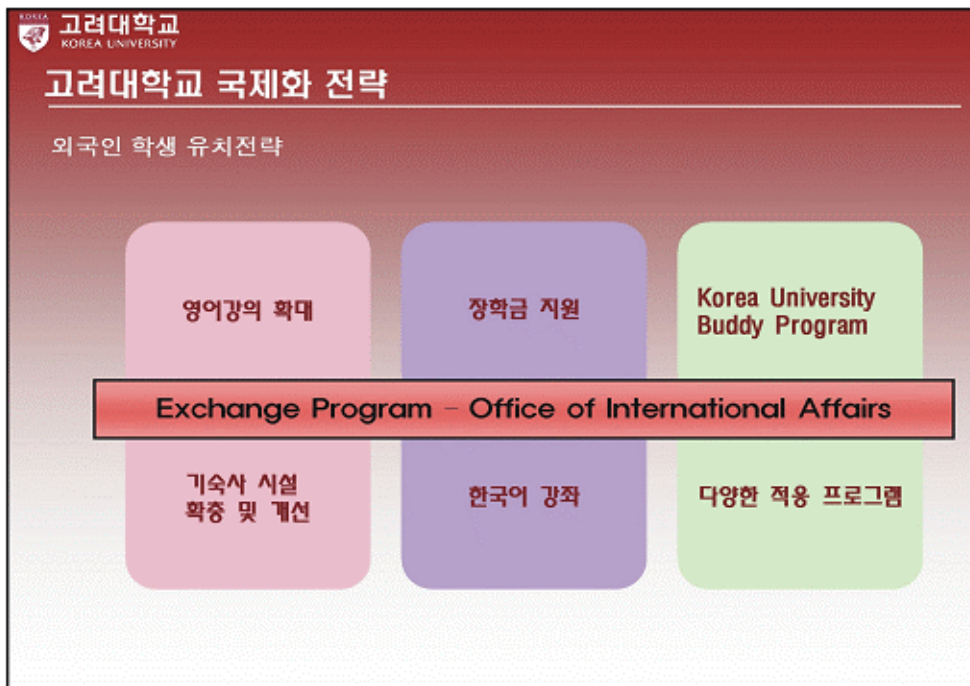 KOREA
고려대학교
KOREA UNIVERSITY
고려대학교 국제화 전략
외국인 학생 유치전략
영어강의 확대
장학금 지원
Korea University
Buddy Program
Exchange Program – Office of International Affairs
기숙사 시설
확충 및 개선
한국어 강좌
다양한 적응 프로그램